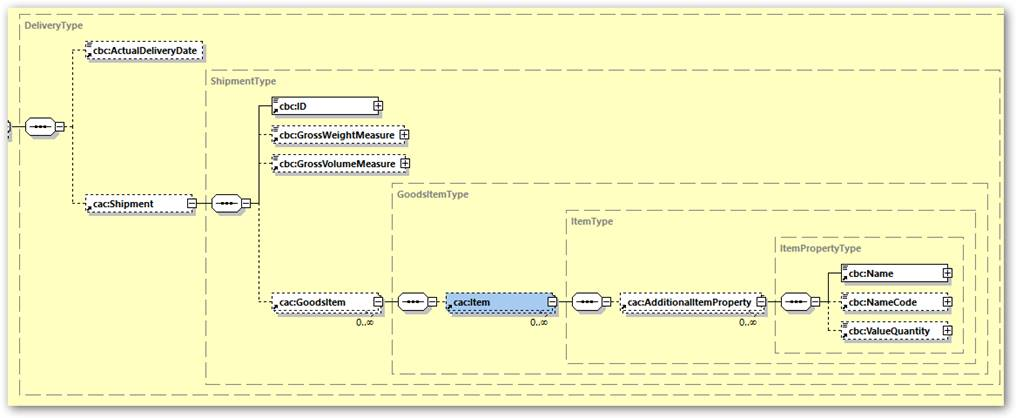 DeliveryType
cbc:ActualDeliveryDate
ShipmentType
cbc:ID
cbc:GrossWeightMeasure
cbc:GrossVolumeMeasure
cac:Shipment
GoodsItemType
ItemType
ItemPropertyType
cbc:Name
cac:GoodsItem
0..∞
cac:Item
0..∞
cac:AdditionalItemProperty
0..∞
cbc:NameCode
cbc:ValueQuantity